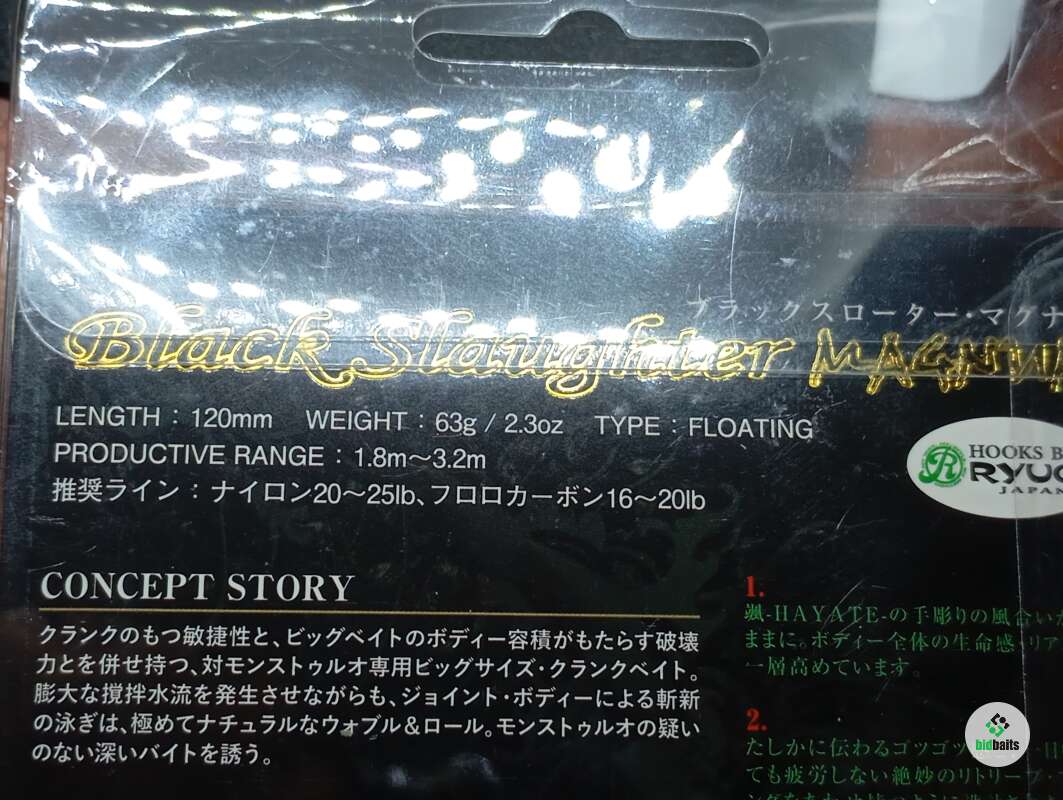 ブラックスローター・マグナ
Black Slaughter MAGNUM
LENGTH : 120mm WEIGHT : 63g / 2.3oz TYPE : FLOATING
PRODUCTIVE RANGE : 1.8m〜3.2m
推奨ライン : ナイロン20〜25lb、フロロカーボン16〜20lb
HOOKS B
RYUG
JAPAN
CONCEPT STORY
クランクのもつ敏捷性と、ビッグベイトのボディー容積がもたらす破壊
力とを併せ持つ、対モンストゥルオ専用ビッグサイズ・クランクベイト。
膨大な撹拌水流を発生させながらも、ジョイント・ボディーによる斬新
の泳ぎは、極めてナチュラルなウォブル&ロール。モンストゥルオの疑い
のない深いバイトを誘う。
1.
颯-HAYATE-の手彫りの風合い
ままに。ボディー全体の生命感・リア
一層高めています。
2.
たしかに伝わるゴツゴツ
ても疲労しない絶妙のリトリーブ・
bidbaits